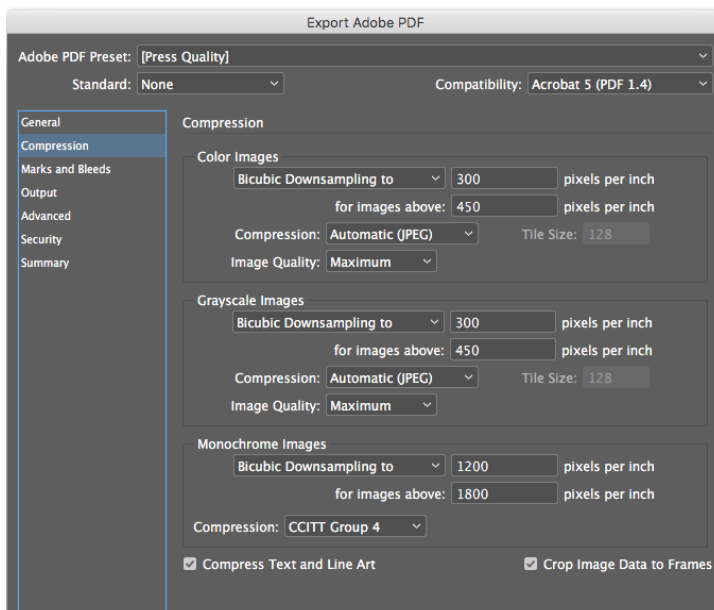 Export Adobe PDF
Adobe PDF Preset: [Press Quality]
Standard: None Compatibility: Acrobat 5 (PDF 1.4)
General
Compression
Marks and Bleeds
Output
Advanced
Security
Summary
Compression
Color Images
Bicubic Downsampling to 300 pixels per inch
for images above: 450 pixels per inch
Compression: Automatic (JPEG) Tile Size: 128
Image Quality: Maximum
Grayscale Images
Bicubic Downsampling to 300 pixels per inch
for images above: 450 pixels per inch
Compression: Automatic (JPEG) Tile Size: 128
Image Quality: Maximum
Monochrome Images
Bicubic Downsampling to 1200 pixels per inch
for images above: 1800 pixels per inch
Compression: CCITT Group 4
Compress Text and Line Art Crop Image Data to Frames